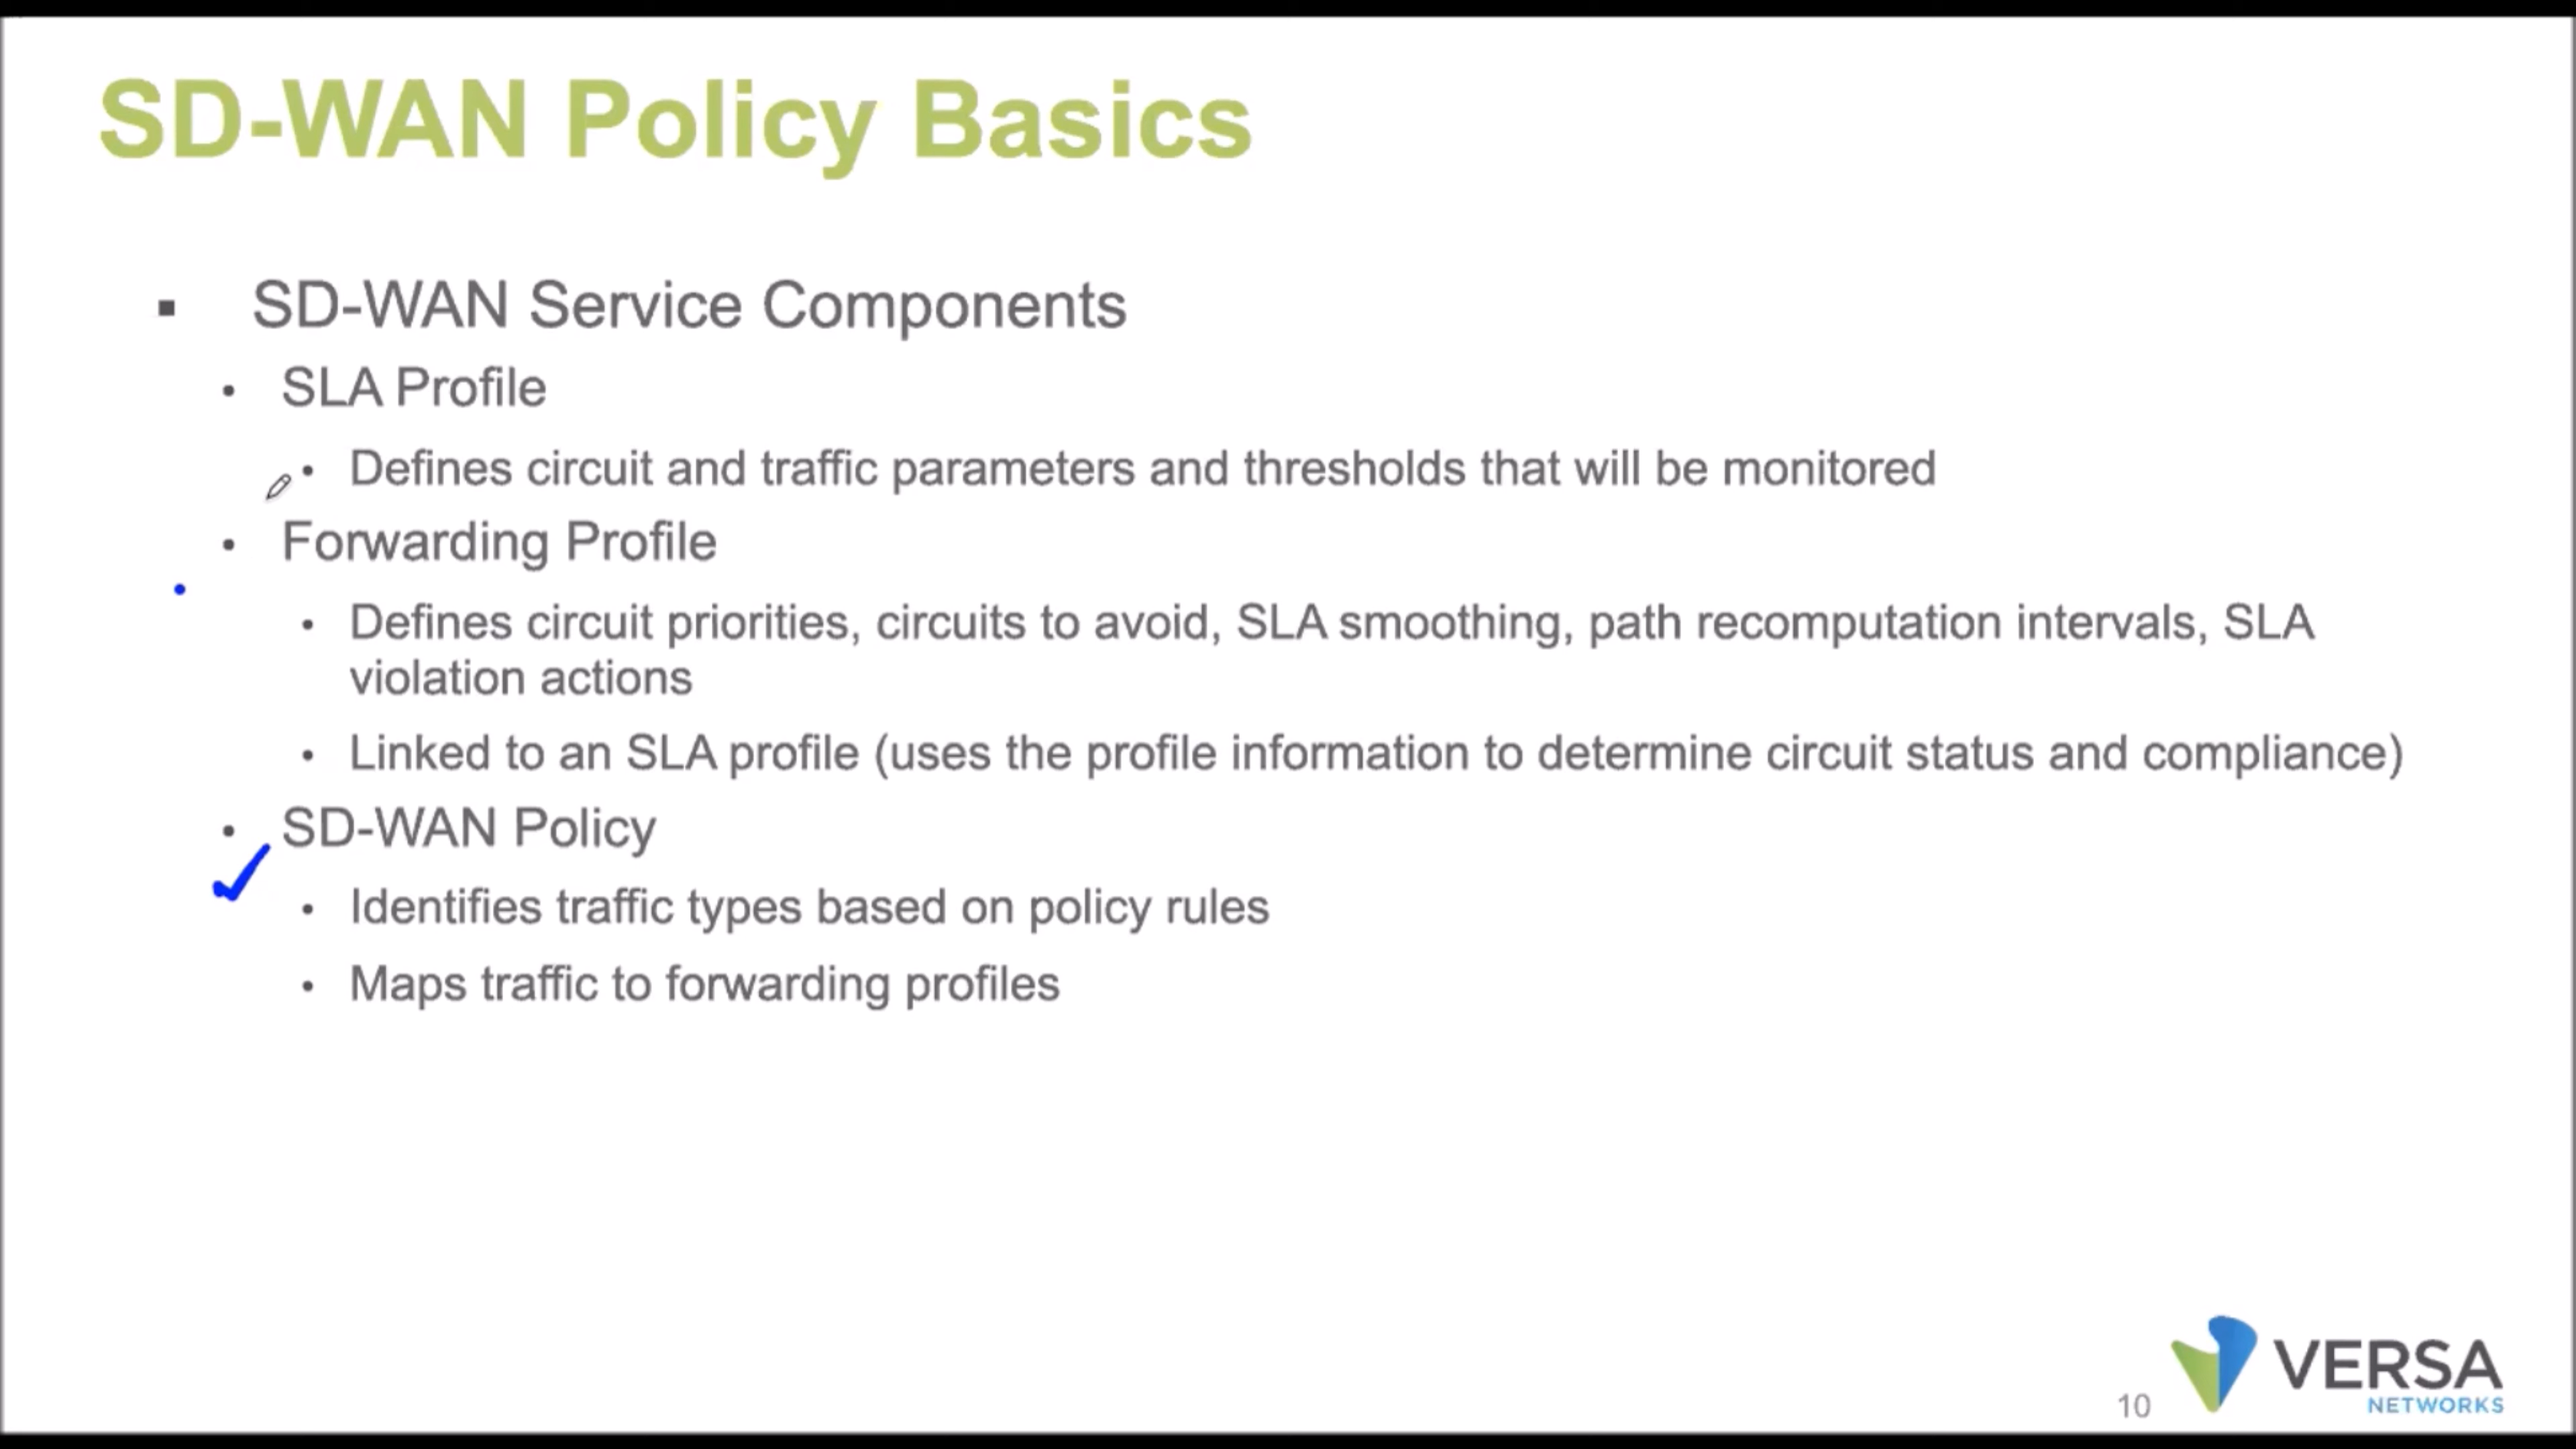 SD-WAN Policy Basics
▪ SD-WAN Service Components
• SLA Profile
• Defines circuit and traffic parameters and thresholds that will be monitored
• Forwarding Profile
• Defines circuit priorities, circuits to avoid, SLA smoothing, path recomputation intervals, SLA
violation actions
• Linked to an SLA profile (uses the profile information to determine circuit status and compliance)
• SD-WAN Policy
• Identifies traffic types based on policy rules
• Maps traffic to forwarding profiles
10
VERSA
NETWORKS